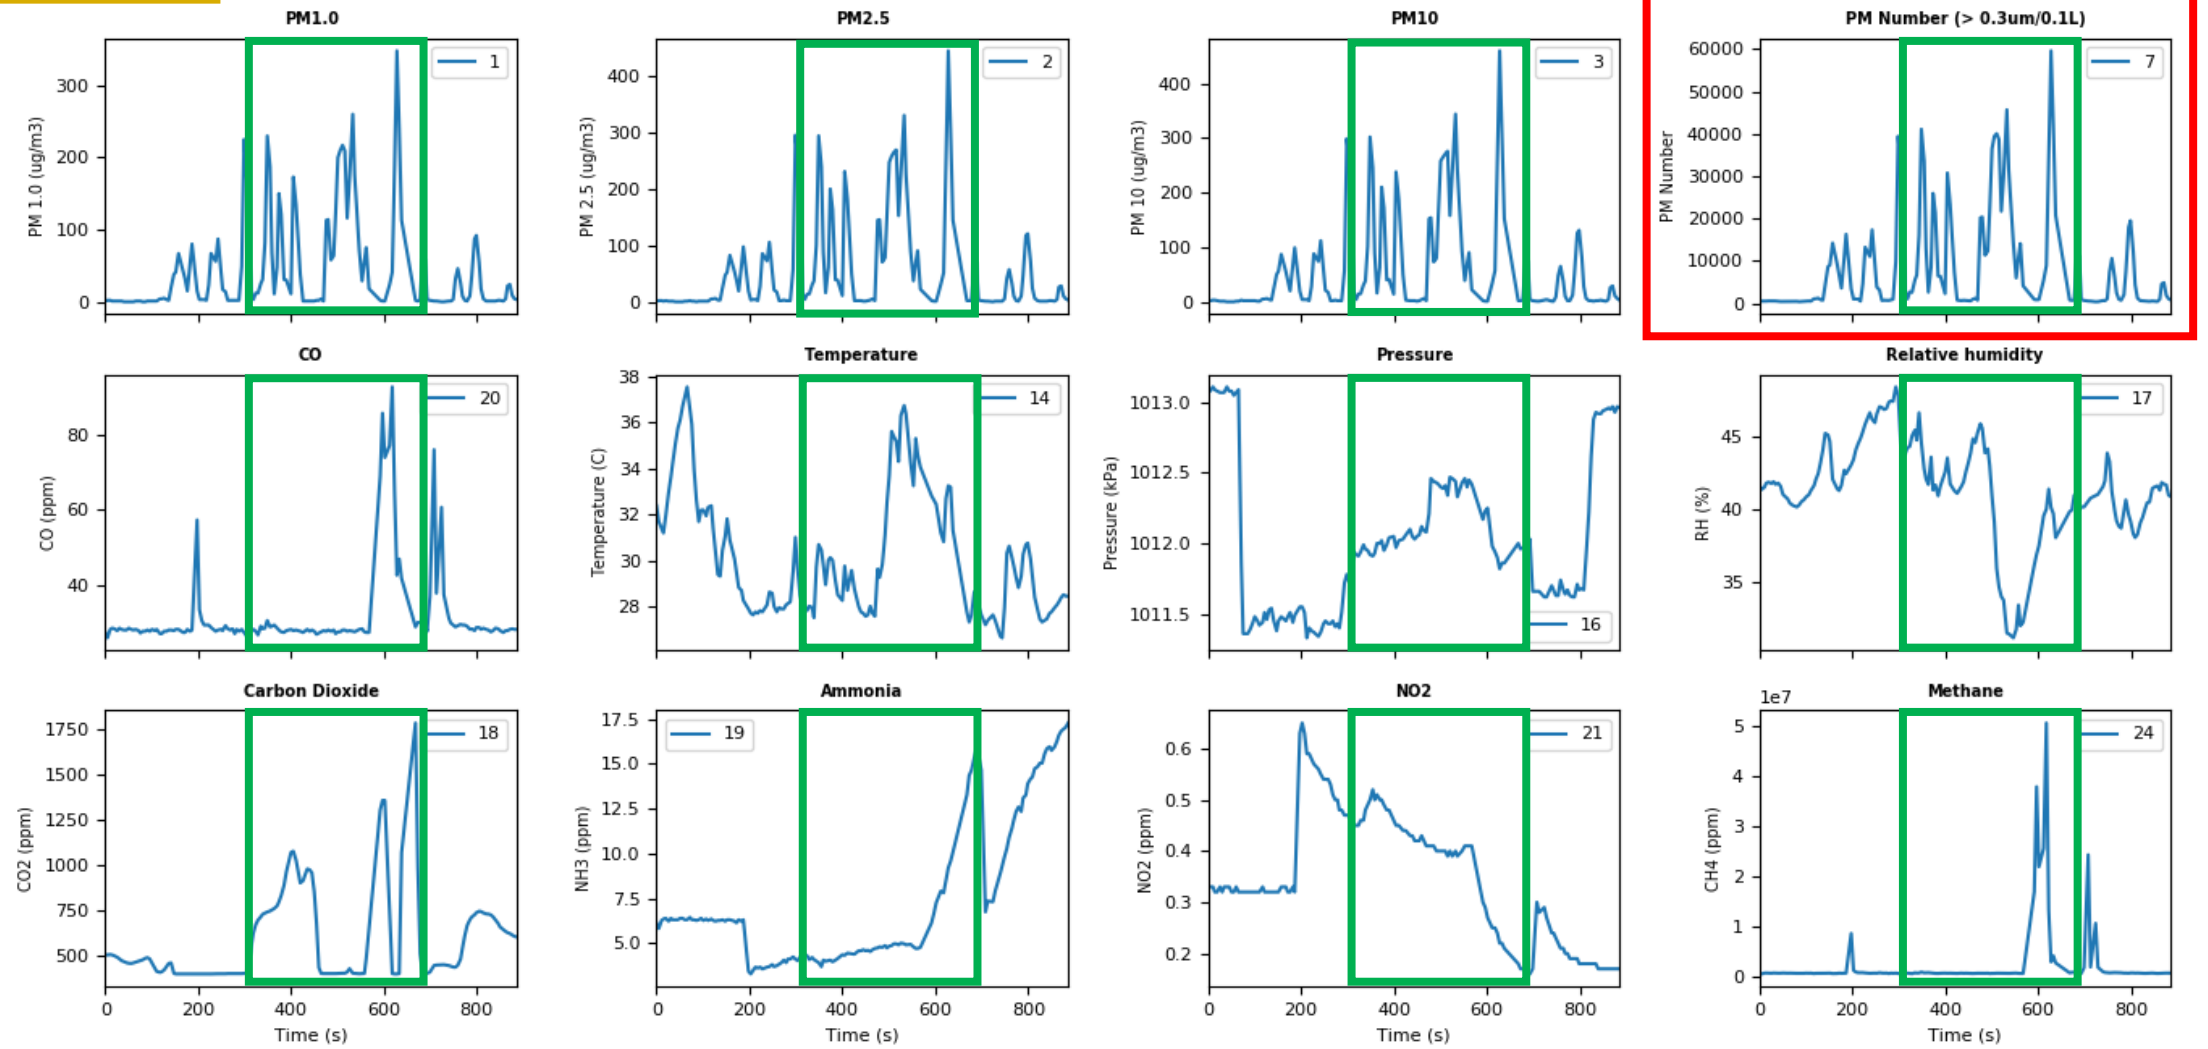 PM1.0
PM 1.0 (ug/m3)
300
200
100
0
1
PM2.5
PM 2.5 (ug/m3)
400
300
200
100
0
2
PM10
PM 10 (ug/m3)
400
300
200
100
0
3
PM Number (> 0.3um/0.1L)
PM Number
60000
50000
40000
30000
20000
10000
0
7
CO
CO (ppm)
80
60
40
20
Temperature
Temperature (C)
38
36
34
32
30
28
14
Pressure
Pressure (kPa)
1013.0
1012.5
1012.0
1011.5
16
Relative humidity
RH (%)
45
40
35
17
Carbon Dioxide
CO2 (ppm)
1750
1500
1250
1000
750
500
18
0 200 400 600 800
Time (s)
Ammonia
NH3 (ppm)
17.5
15.0
12.5
10.0
7.5
5.0
19
0 200 400 600 800
Time (s)
NO2
NO2 (ppm)
0.6
0.5
0.4
0.3
0.2
21
0 200 400 600 800
Time (s)
Methane
1e7
CH4 (ppm)
5
4
3
2
1
0
24
0 200 400 600 800
Time (s)